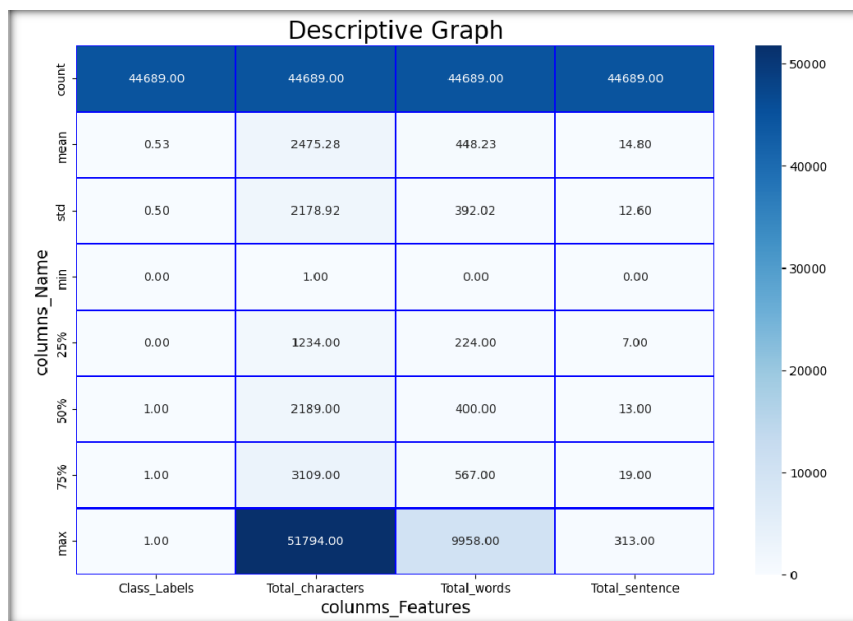 Descriptive Graph
count 44689.00 44689.00 44689.00 44689.00
mean 0.53 2475.28 448.23 14.80
std 0.50 2178.92 392.02 12.60
min 0.00 1.00 0.00 0.00
25% 0.00 1234.00 224.00 7.00
50% 1.00 2189.00 400.00 13.00
75% 1.00 3109.00 567.00 19.00
max 1.00 51794.00 9958.00 313.00
columns_Name
Class_Labels Total_characters Total_words Total_sentence
colunms_Features
50000
40000
30000
20000
10000
0